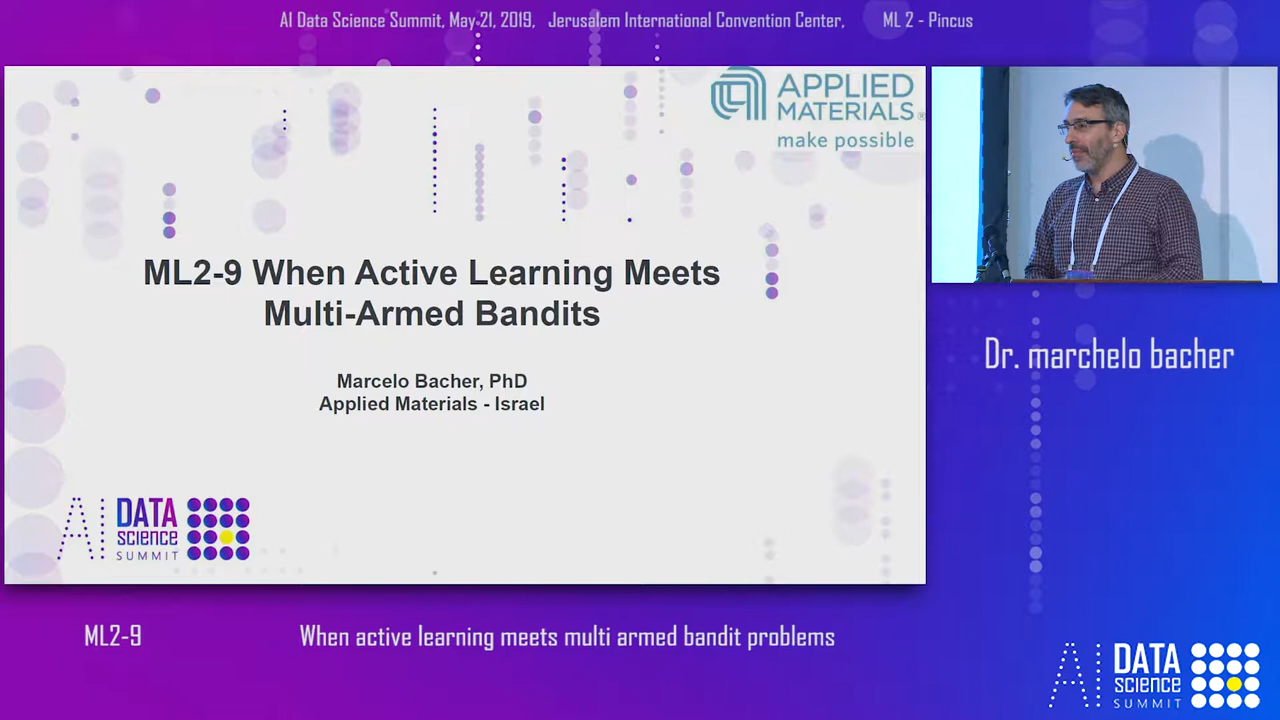 AI Data Science Summit, May 21, 2019, Jerusalem International Convention Center, ML 2 - Pincus
APPLIED
MATERIALS®
make possible
ML2-9 When Active Learning Meets
Multi-Armed Bandits
Marcelo Bacher, PhD
Applied Materials - Israel
AI DATA
science
SUMMIT
Dr. marchelo bacher
ML2-9 When active learning meets multi armed bandit problems
AI DATA
science
SUMMIT